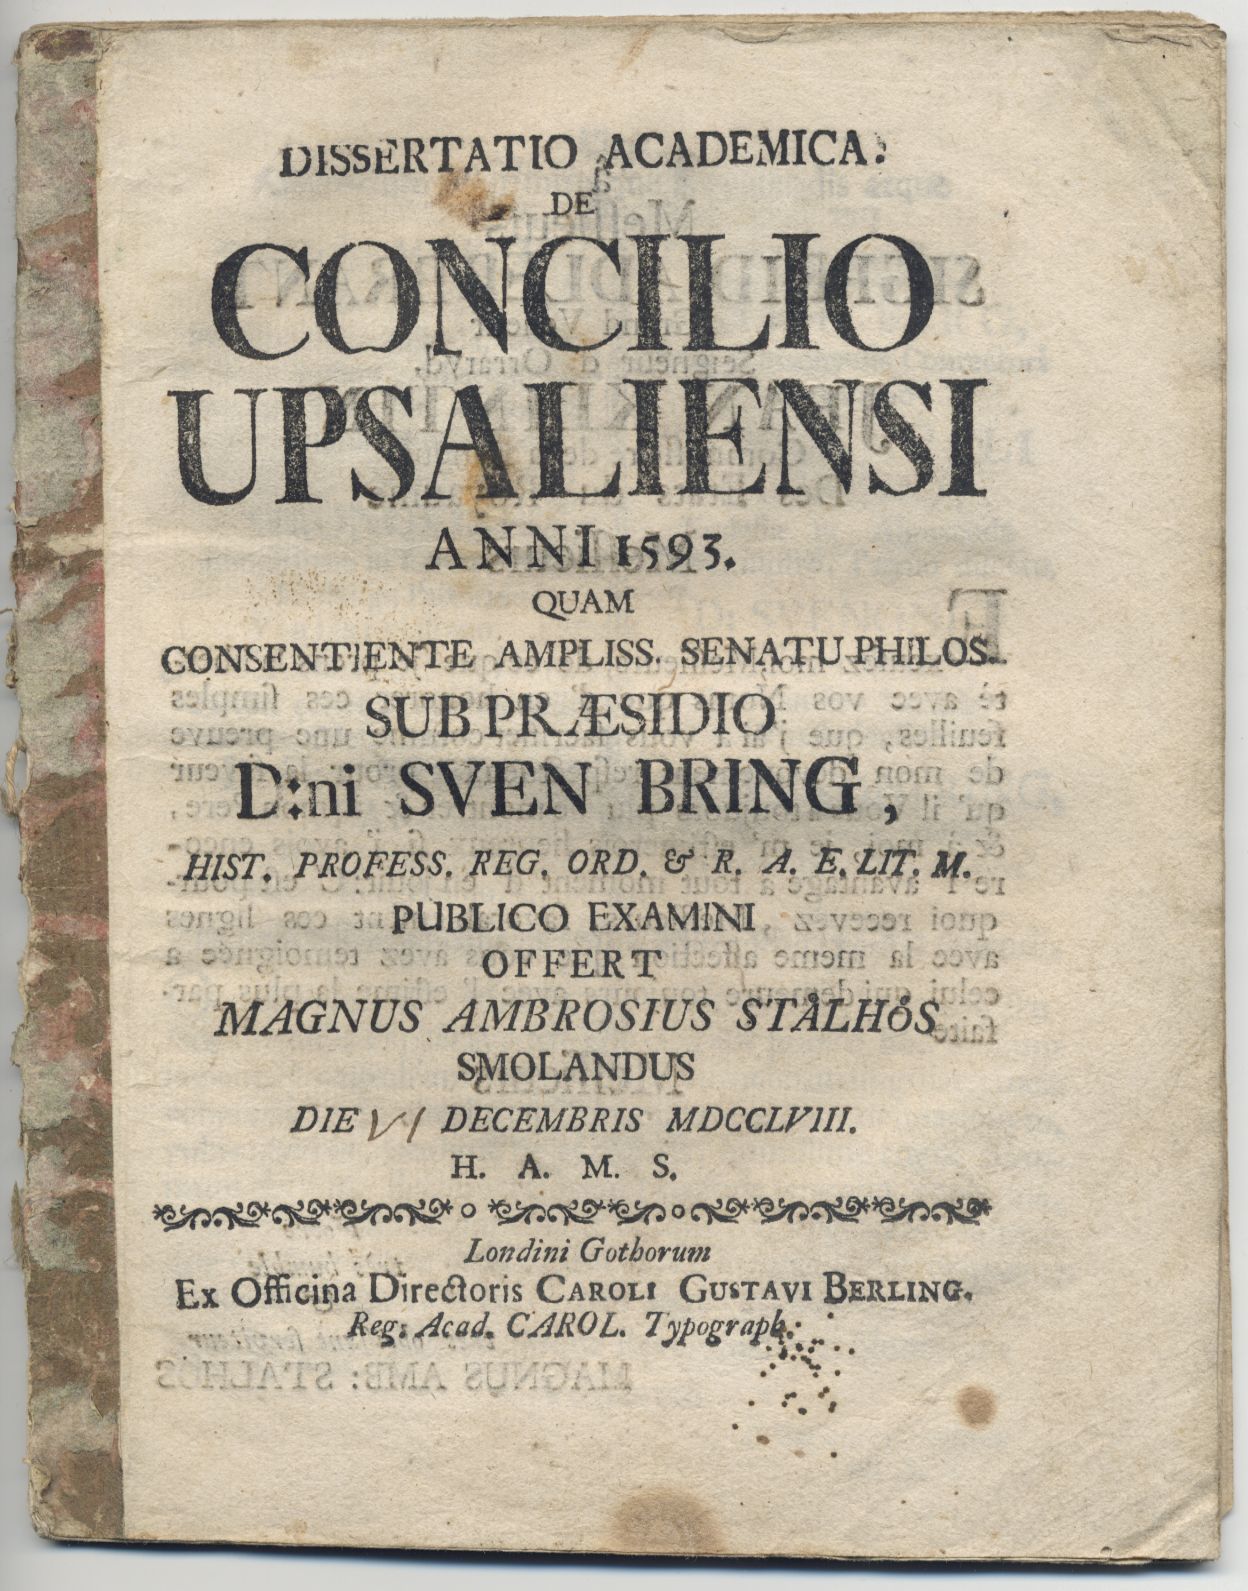 DISSERTATIO ACADEMICA:
DE
CONCILIO
UPSALIENSI
ANNI 1593.
QUAM
CONSENTIENTE AMPLISS. SENATU PHILOS.
SUB PRÆSIDIO
D:ni SVEN BRING,
HIST. PROFESS. REG. ORD. & R. A. E. LIT. M.
PUBLICO EXAMINI
OFFERT
MAGNUS AMBROSIUS STÅLHÖS
SMOLANDUS
DIE VI DECEMBRIS MDCCLVIII.
H. A. M. S.
Londini Gothorum
Ex Officina Directoris CAROLI GUSTAVI BERLING.
Reg. Acad. CAROL. Typograph.